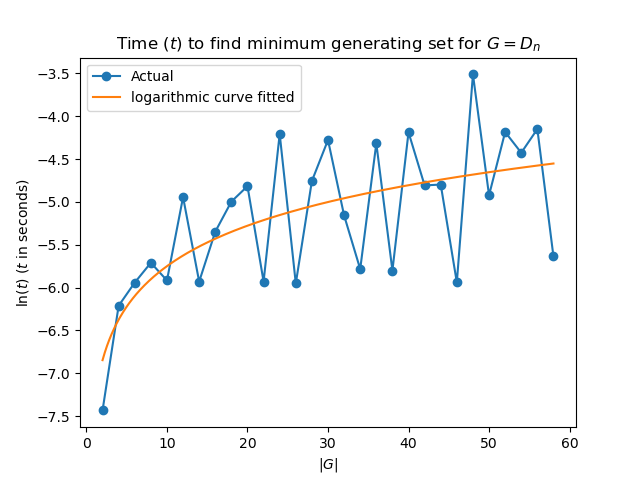 Time (t) to find minimum generating set for G = Dₙ
Actual
logarithmic curve fitted
ln(t) (t in seconds)
−3.5
−4.0
−4.5
−5.0
−5.5
−6.0
−6.5
−7.0
−7.5
0 10 20 30 40 50 60
|G|